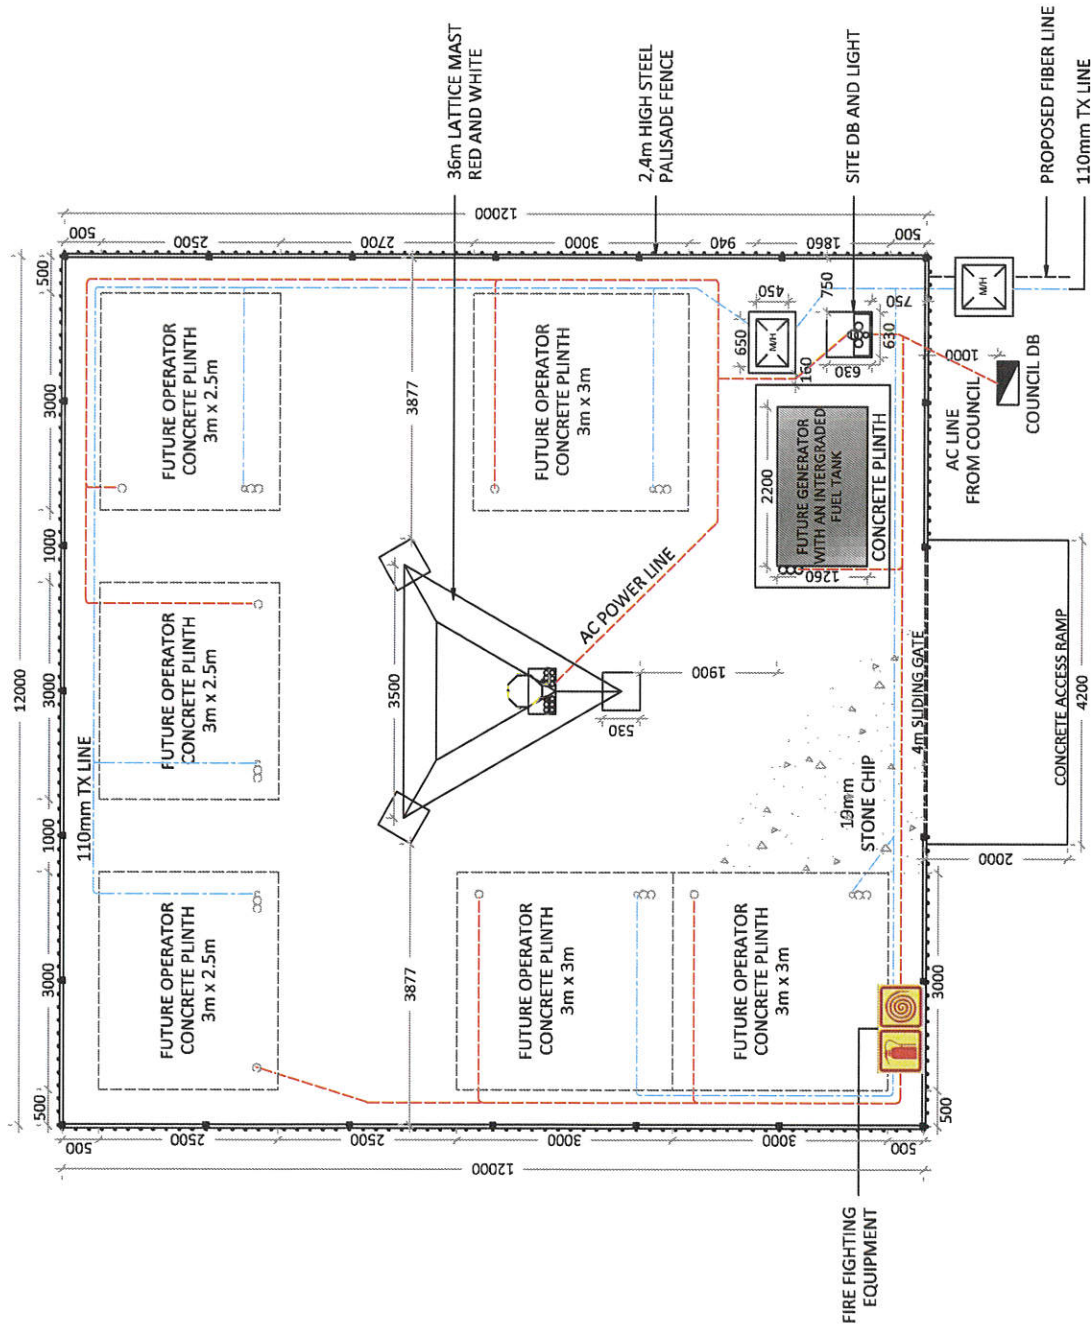 12000
500
3000
1000
3000
1000
3000
500
12000
500
2500
2700
3000
940
1860
500
12000
500
2500
2500
3000
3000
500
110mm TX LINE
FUTURE OPERATOR
CONCRETE PLINTH
3m x 2.5m
FUTURE OPERATOR
CONCRETE PLINTH
3m x 2.5m
FUTURE OPERATOR
CONCRETE PLINTH
3m x 2.5m
36m LATTICE MAST
RED AND WHITE
2,4m HIGH STEEL
PALISADE FENCE
SITE DB AND LIGHT
PROPOSED FIBER LINE
110mm TX LINE
3877
3500
3877
530
1900
AC POWER LINE
FUTURE OPERATOR
CONCRETE PLINTH
3m x 3m
FUTURE OPERATOR
CONCRETE PLINTH
3m x 3m
FUTURE OPERATOR
CONCRETE PLINTH
3m x 3m
650
450
M/H
160
750
750
630
630
2200
1260
FUTURE GENERATOR
WITH AN INTERGRADED
FUEL TANK
CONCRETE PLINTH
19mm
STONE CHIP
4m SLIDING GATE
CONCRETE ACCESS RAMP
4200
2000
3000
500
1000
AC LINE
FROM COUNCIL
COUNCIL DB
M/H
FIRE FIGHTING
EQUIPMENT